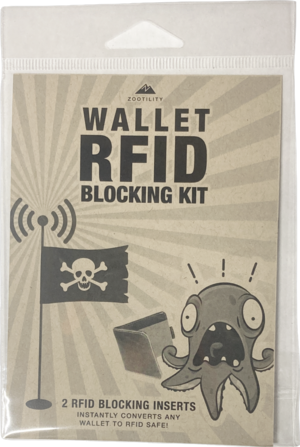 ZOOTILITY
WALLET
RFID
BLOCKING KIT
! ! !
2 RFID BLOCKING INSERTS
INSTANTLY CONVERTS ANY
WALLET TO RFID SAFE!